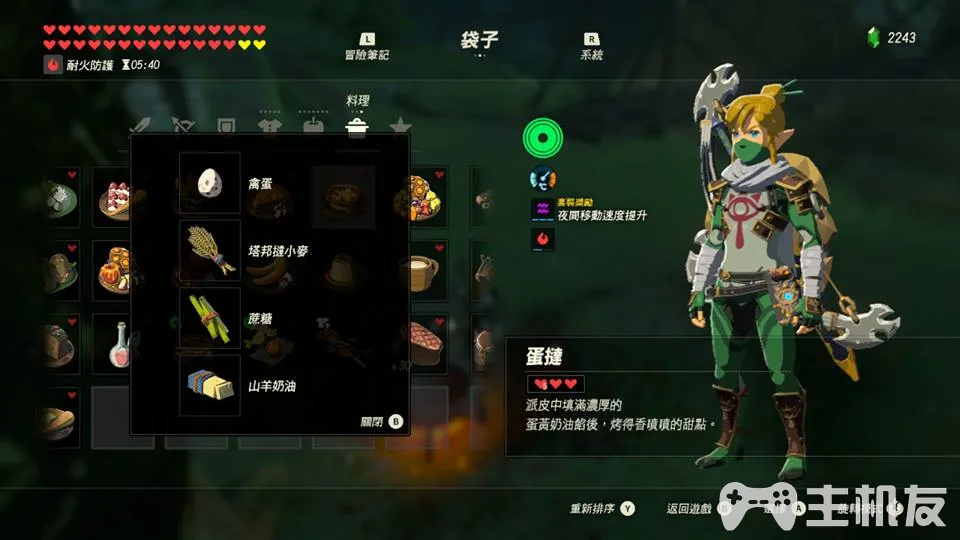 L
冒險筆記
袋子
R
系統
2243
耐火防護 05:40
料理
禽蛋
塔邦撻小麥
蔗糖
山羊奶油
關閉 B
套裝獎勵
夜間移動速度提升
蛋撻
派皮中填滿濃厚的
蛋黃奶油餡後，烤得香噴噴的甜點。
重新排序 Y
返回遊戲
主机友